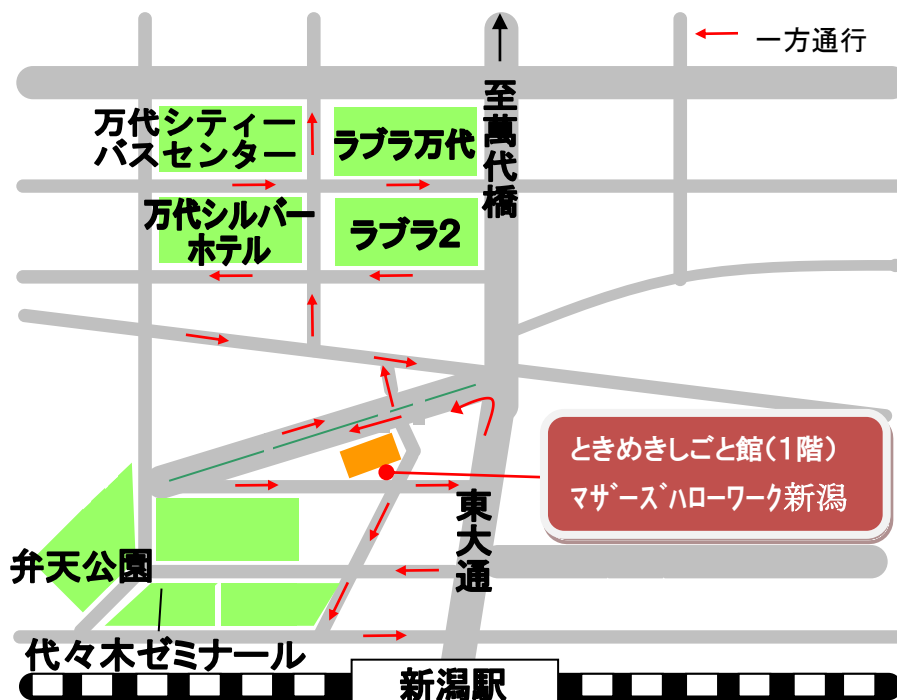 一方通行
至萬代橋
万代シティー
バスセンター
ラブラ万代
万代シルバー
ホテル
ラブラ2
ときめきしごと館(1階)
ﾏｻﾞｰｽﾞﾊﾛｰﾜｰｸ新潟
東大通
弁天公園
代々木ゼミナール
新潟駅